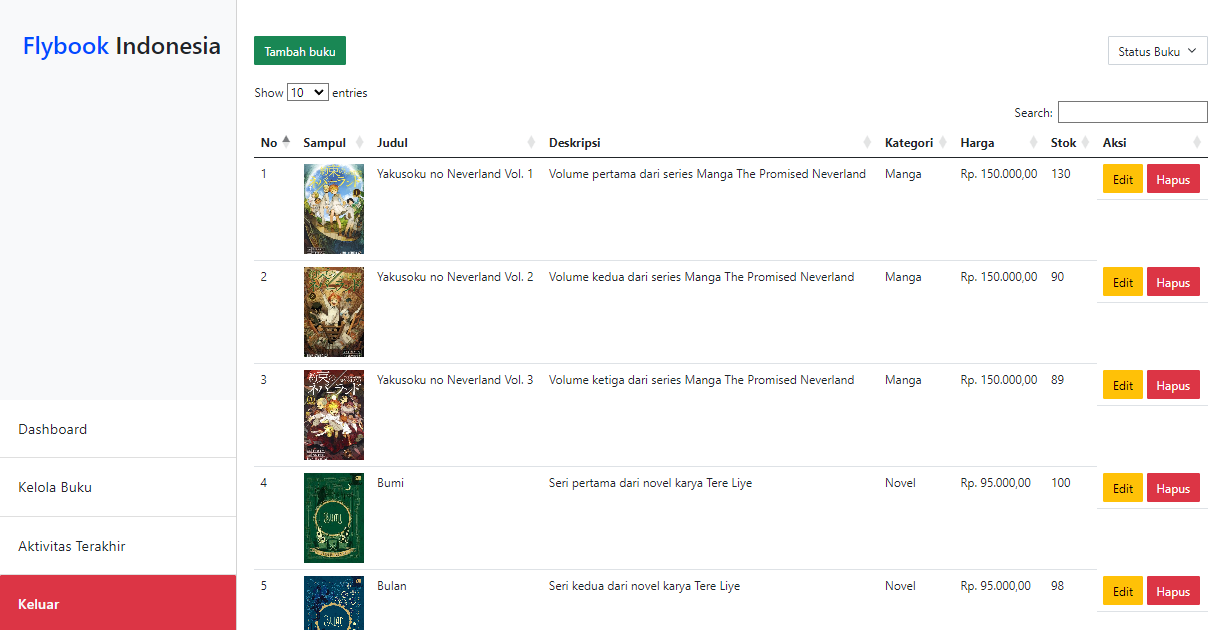 Flybook Indonesia
Tambah buku
Status Buku
Show 10 entries
Search:
No Sampul Judul Deskripsi Kategori Harga Stok Aksi
1 Yakusoku no Neverland Vol. 1 Volume pertama dari series Manga The Promised Neverland Manga Rp. 150.000,00 130 Edit Hapus
2 Yakusoku no Neverland Vol. 2 Volume kedua dari series Manga The Promised Neverland Manga Rp. 150.000,00 90 Edit Hapus
3 Yakusoku no Neverland Vol. 3 Volume ketiga dari series Manga The Promised Neverland Manga Rp. 150.000,00 89 Edit Hapus
4 Bumi Seri pertama dari novel karya Tere Liye Novel Rp. 95.000,00 100 Edit Hapus
5 Bulan Seri kedua dari novel karya Tere Liye Novel Rp. 95.000,00 98 Edit Hapus
Dashboard
Kelola Buku
Aktivitas Terakhir
Keluar